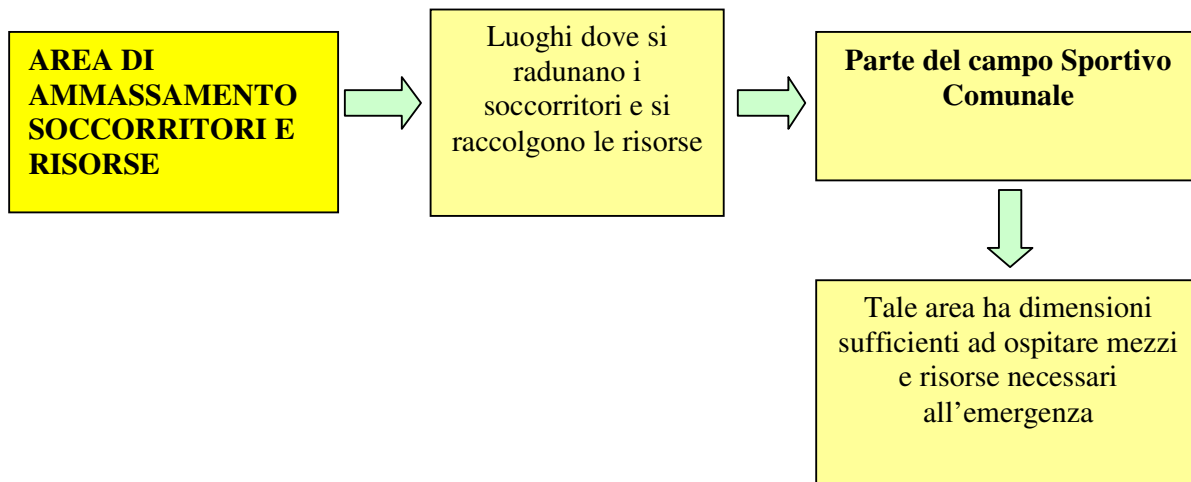 AREA DI
AMMASSAMENTO
SOCCORRITORI E
RISORSE
Luoghi dove si
radunano i
soccorritori e si
raccolgono le risorse
Parte del campo Sportivo
Comunale
Tale area ha dimensioni
sufficienti ad ospitare mezzi
e risorse necessari
all’emergenza